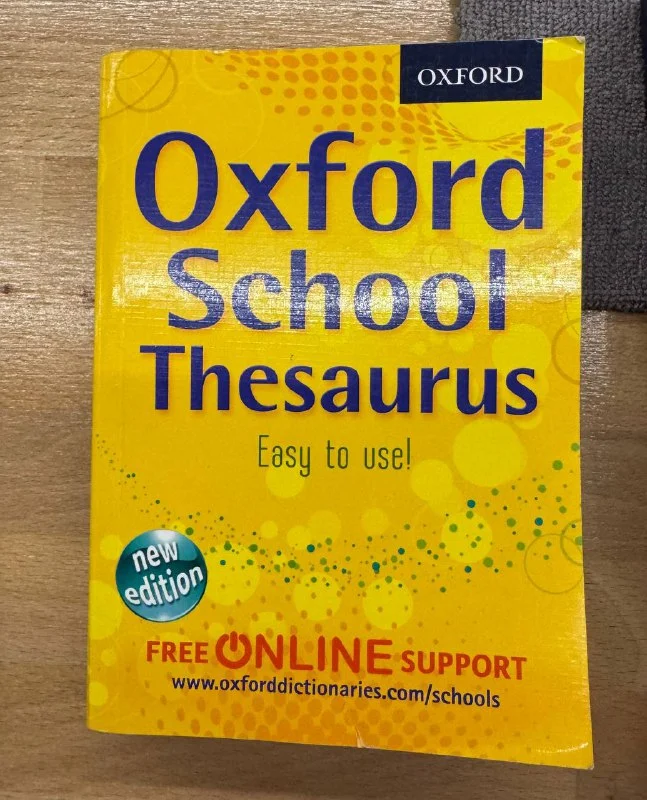 OXFORD
Oxford
School
Thesaurus
Easy to use!
new
edition
FREE ONLINE SUPPORT
www.oxforddictionaries.com/schools